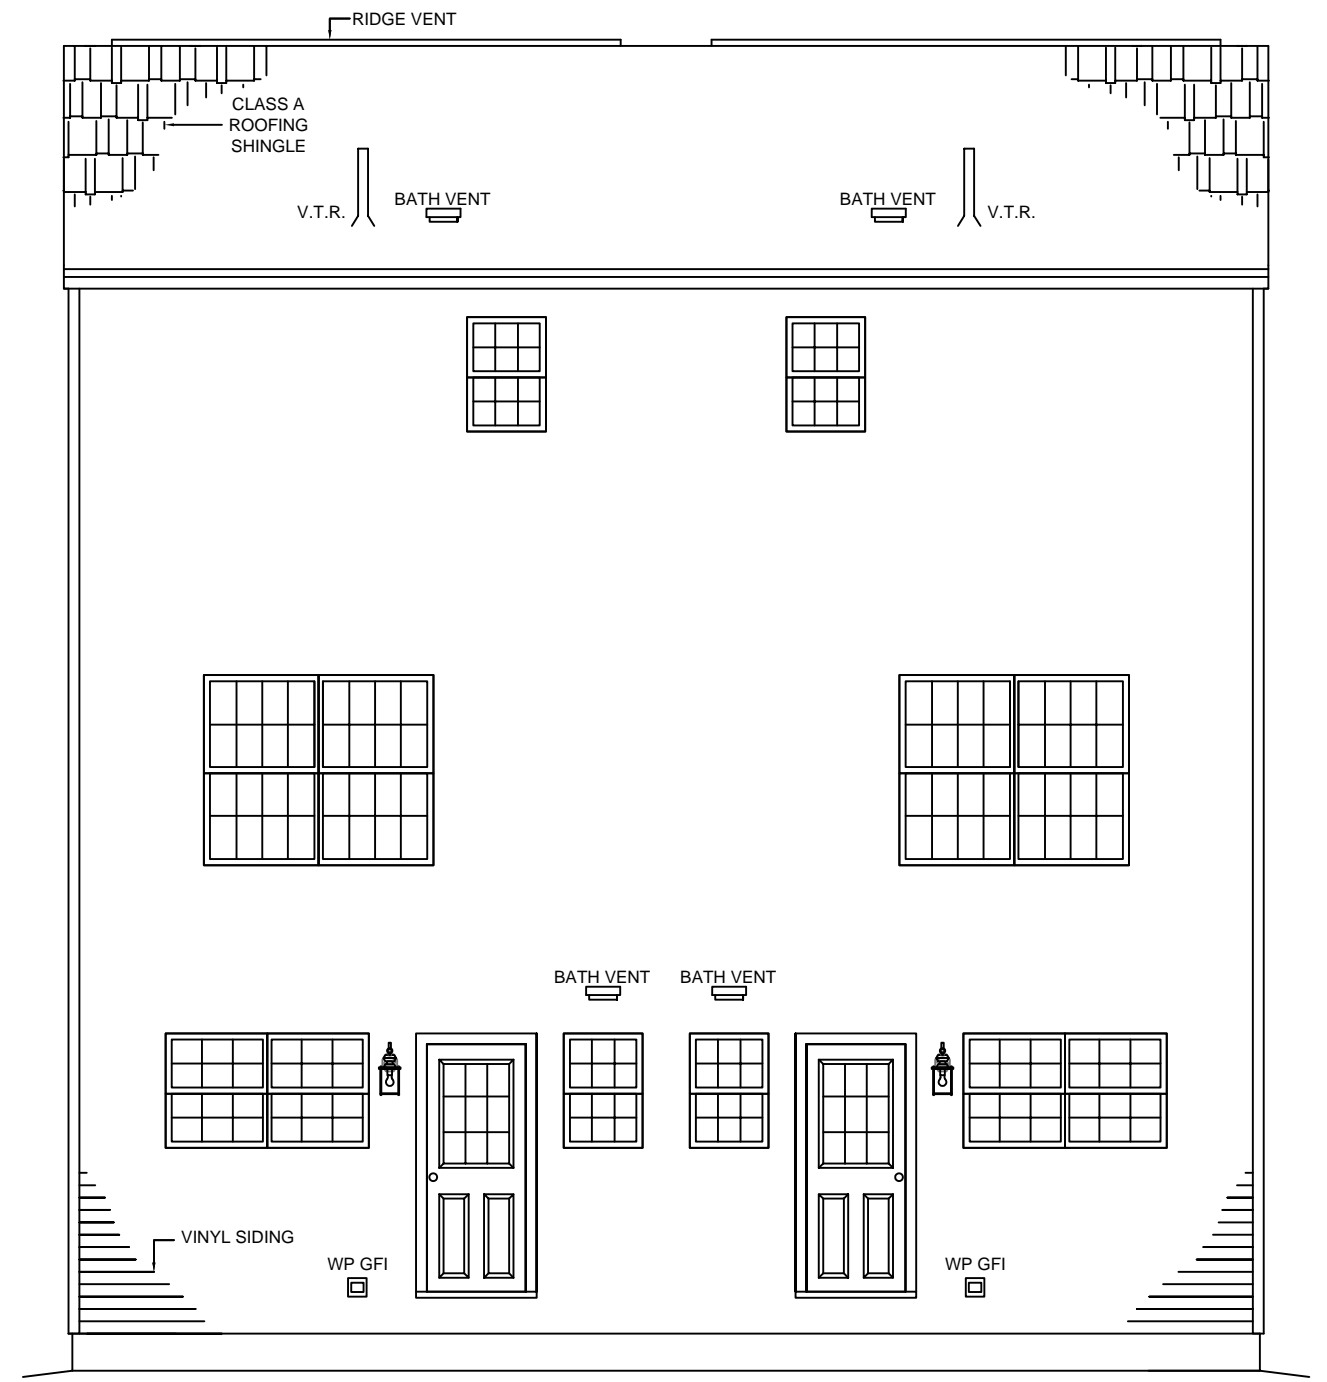 RIDGE VENT
CLASS A
ROOFING
SHINGLE
V.T.R.
BATH VENT
BATH VENT
V.T.R.
BATH VENT
BATH VENT
VINYL SIDING
WP GFI
WP GFI